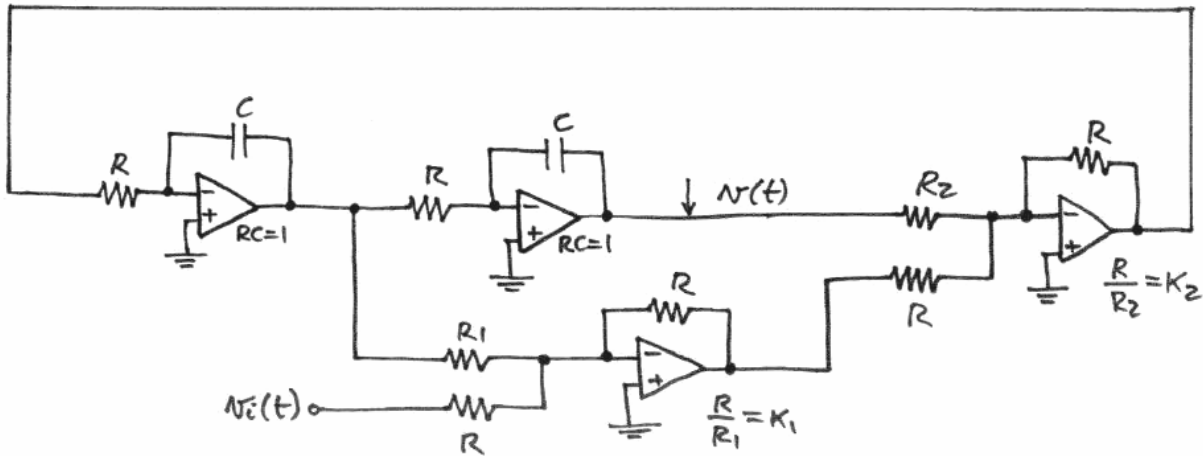 C
R
-
+
RC=1
C
R
-
+
RC=1
v(t)
R2
R
-
+
R/R2 = K2
R
R1
R
-
+
R/R1 = K1
vi(t)
R